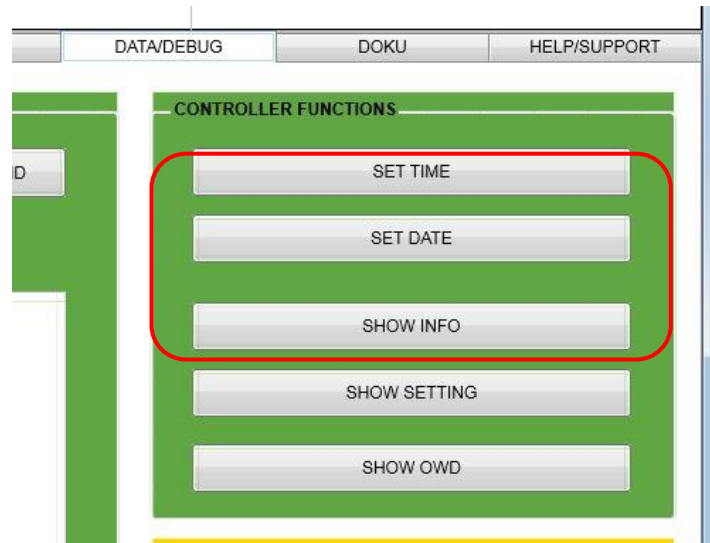 DATA/DEBUG DOKU HELP/SUPPORT
CONTROLLER FUNCTIONS
D
SET TIME
SET DATE
SHOW INFO
SHOW SETTING
SHOW OWD